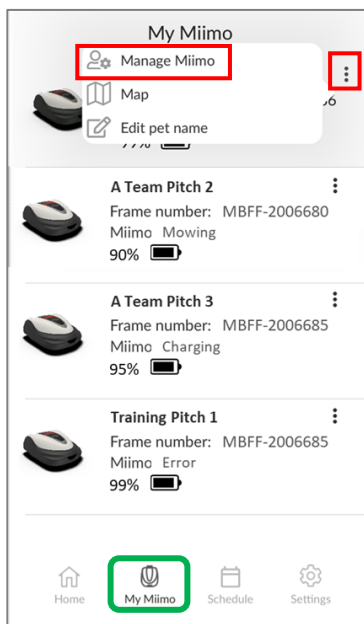 My Miimo
Manage Miimo
Map
Edit pet name
A Team Pitch 2
Frame number: MBFF-2006680
Miimo Mowing
90%
A Team Pitch 3
Frame number: MBFF-2006685
Miimo Charging
95%
Training Pitch 1
Frame number: MBFF-2006685
Miimo Error
99%
Home
My Miimo
Schedule
Settings